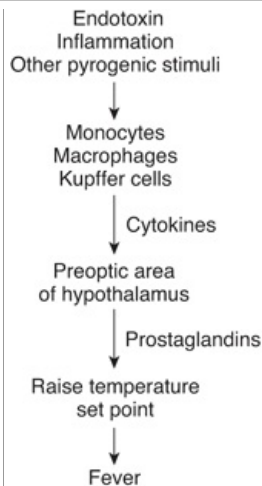 Endotoxin
Inflammation
Other pyrogenic stimuli
Monocytes
Macrophages
Kupffer cells
Cytokines
Preoptic area
of hypothalamus
Prostaglandins
Raise temperature
set point
Fever